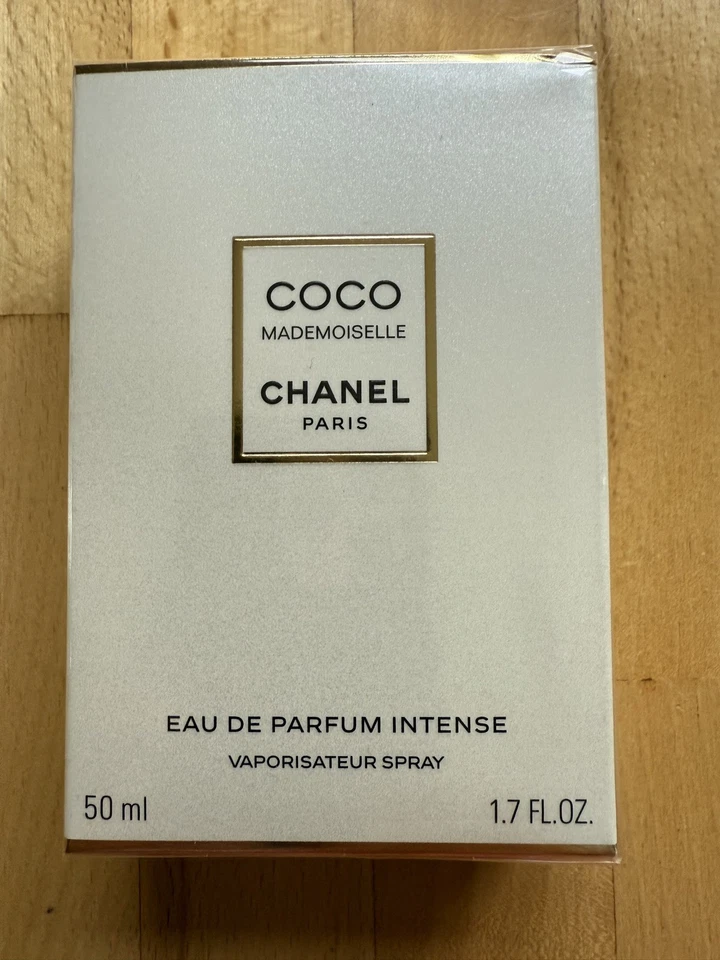 COCO
MADEMOISELLE
CHANEL
PARIS
EAU DE PARFUM INTENSE
VAPORISATEUR SPRAY
50 ml 1.7 FL.OZ.